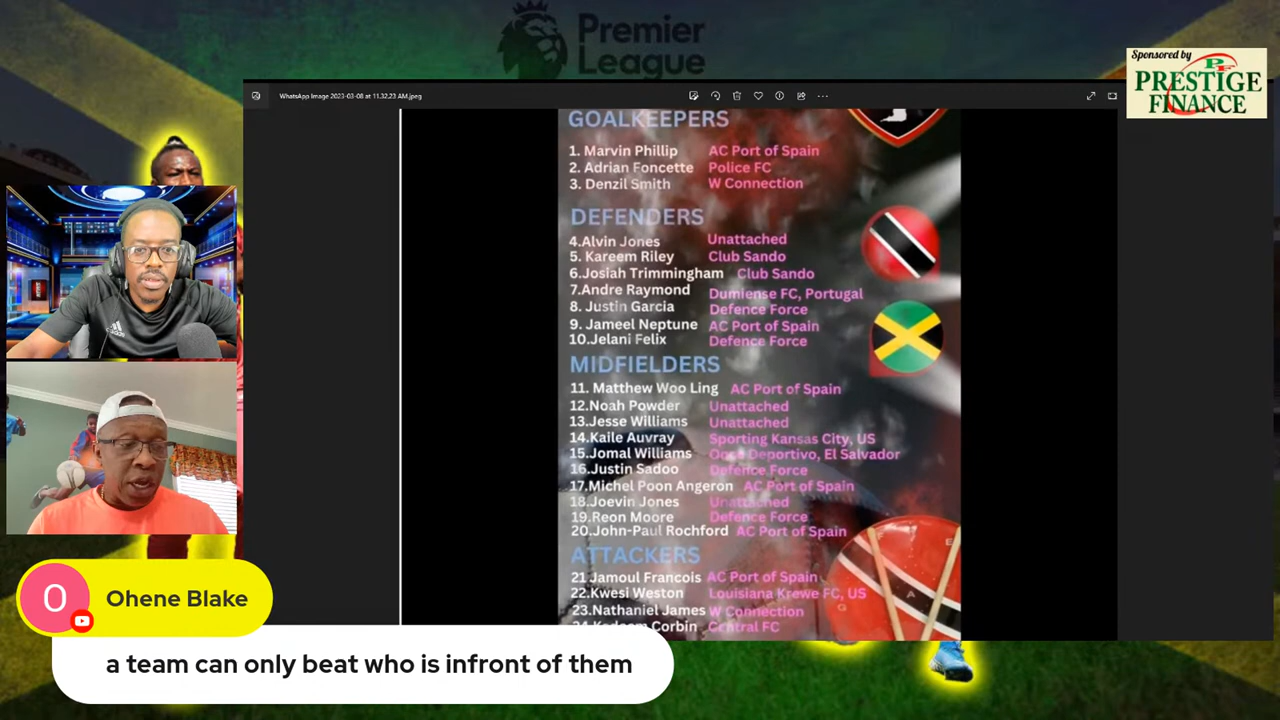 Premier
League
Sponsored by
PF
PRESTIGE
FINANCE
WhatsApp Image 2023-03-08 at 11.32.23 AM.jpeg
GOALKEEPERS
1. Marvin Phillip AC Port of Spain
2. Adrian Foncette Police FC
3. Denzil Smith W Connection
DEFENDERS
4.Alvin Jones Unattached
5. Kareem Riley Club Sando
6.Josiah Trimmingham Club Sando
7.Andre Raymond Dumiense FC, Portugal
8. Justin Garcia Defence Force
9. Jameel Neptune AC Port of Spain
10.Jelani Felix Defence Force
MIDFIELDERS
11. Matthew Woo Ling AC Port of Spain
12.Noah Powder Unattached
13.Jesse Williams Unattached
14.Kaile Auvray Sporting Kansas City, US
15.Jomal Williams Once Deportivo, El Salvador
16.Justin Sadoo Defence Force
17.Michel Poon Angeron AC Port of Spain
18.Joevin Jones Unattached
19.Reon Moore Defence Force
20.John-Paul Rochford AC Port of Spain
ATTACKERS
21 Jamoul Francois AC Port of Spain
22.Kwesi Weston Louisiana Krewe FC, US
23.Nathaniel James W Connection
Corbin Central FC
O
Ohene Blake
a team can only beat who is infront of them